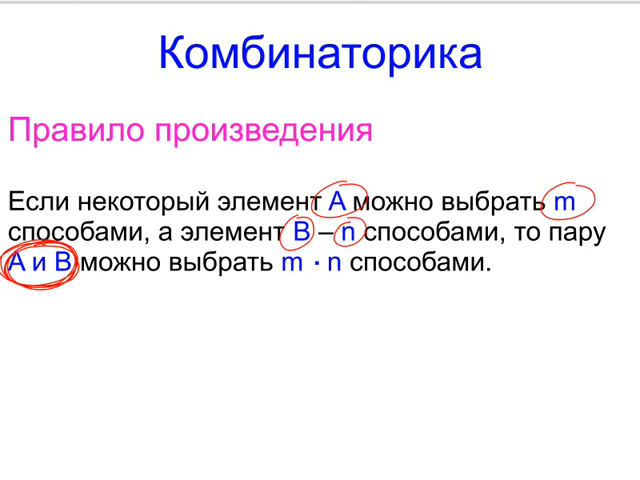 Комбинаторика
Правило произведения
Если некоторый элемент А можно выбрать m
способами, а элемент В – n способами, то пару
А и В можно выбрать m · n способами.